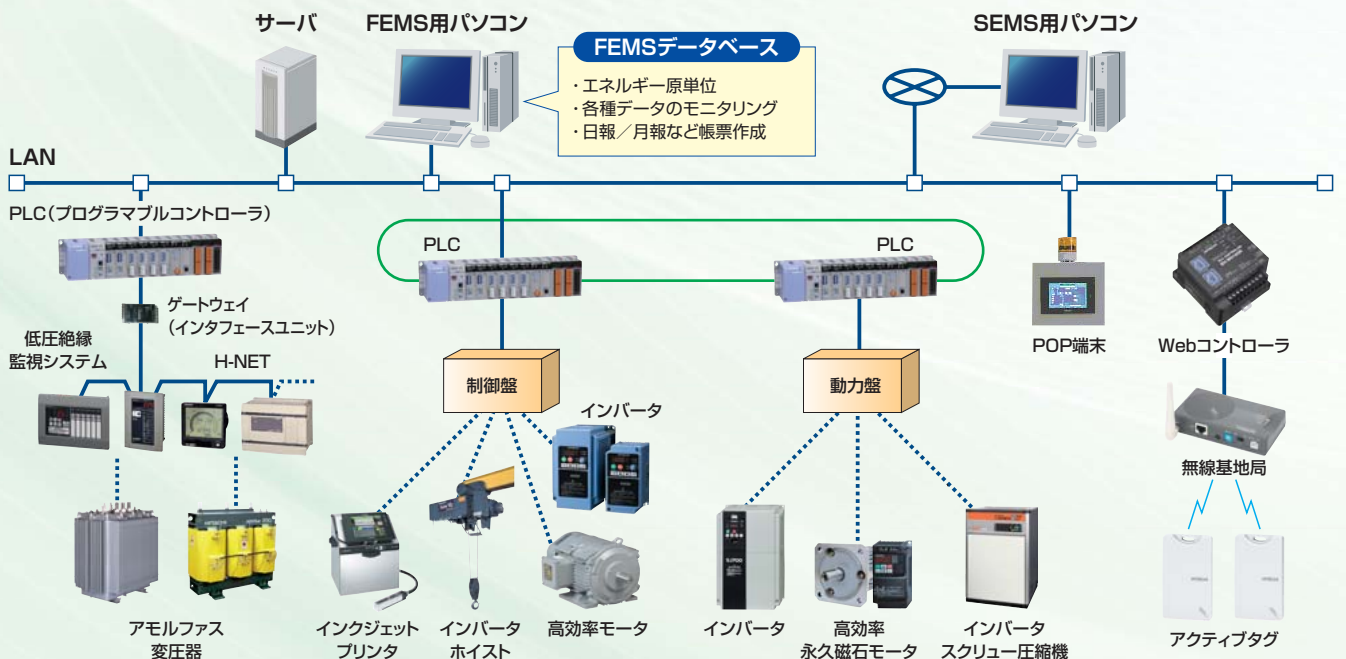 サーバ
FEMS用パソコン
SEMS用パソコン
FEMSデータベース
・エネルギー原単位
・各種データのモニタリング
・日報／月報など帳票作成
LAN
PLC（プログラマブルコントローラ）
PLC
PLC
ゲートウェイ
（インタフェースユニット）
低圧絶縁
監視システム
H-NET
制御盤
動力盤
POP端末
Webコントローラ
インバータ
無線基地局
アモルファス
変圧器
インクジェット
プリンタ
インバータ
ホイスト
高効率モータ
インバータ
高効率
永久磁石モータ
インバータ
スクリュー圧縮機
アクティブタグ